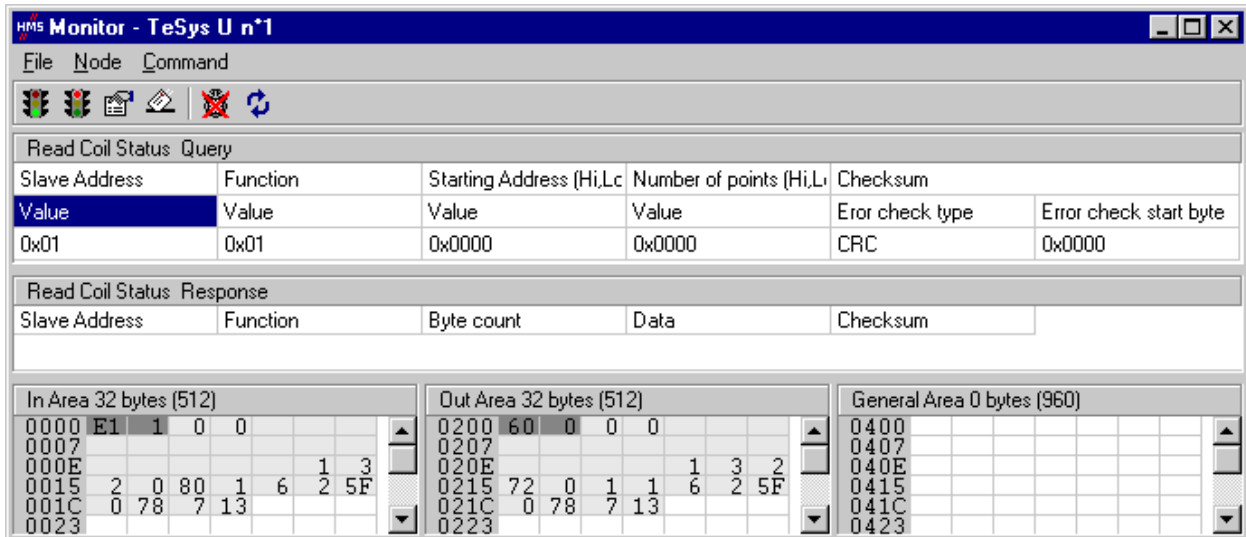 HMS Monitor - TeSys U n*1
File Node Command
Read Coil Status Query
Slave Address Function Starting Address (Hi,Lc Number of points (Hi,L Checksum
Value Value Value Value Eror check type Error check start byte
0x01 0x01 0x0000 0x0000 CRC 0x0000
Read Coil Status Response
Slave Address Function Byte count Data Checksum
In Area 32 bytes (512) Out Area 32 bytes (512) General Area 0 bytes (960)
0000 E1 1 0 0 0200 60 0 0 0 0400
0007 0207 0407
000E 1 3 020E 1 3 2 040E
0015 2 0 80 1 6 2 5F 0215 72 0 1 1 6 2 5F 0415
001C 0 78 7 13 021C 0 78 7 13 041C
0023 0223 0423